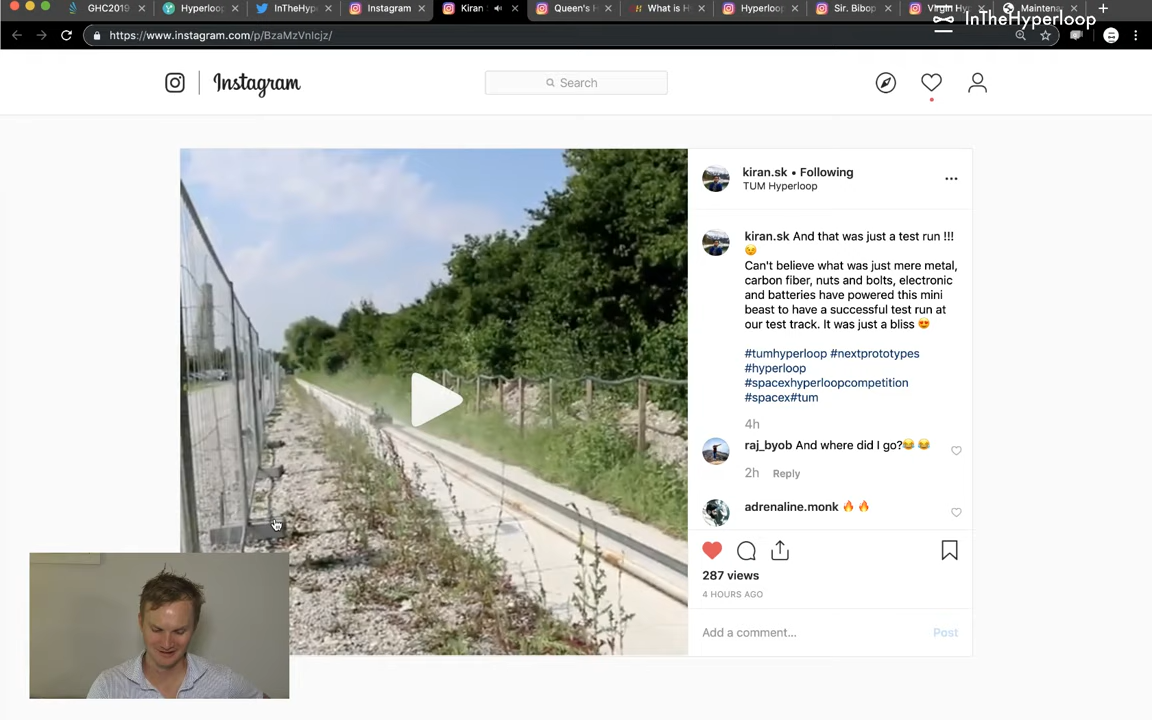 GHC2019
Hyperloo
InTheHyp
Instagram
Kiran
Queen's H
What is H
Hyperloo
Sir. Bibop
Virgin Hy
Maintena
InTheHyperloop
https://www.instagram.com/p/BzaMzVnlcjz/
Instagram
Search
kiran.sk • Following
TUM Hyperloop
kiran.sk And that was just a test run !!!
😉
Can't believe what was just mere metal,
carbon fiber, nuts and bolts, electronic
and batteries have powered this mini
beast to have a successful test run at
our test track. It was just a bliss 😍
#tumhyperloop #nextprototypes
#hyperloop
#spacexhyperloopcompetition
#spacex#tum
4h
raj_byob And where did I go?😂 😂
2h Reply
adrenaline.monk 🔥 🔥
287 views
4 HOURS AGO
Add a comment... Post